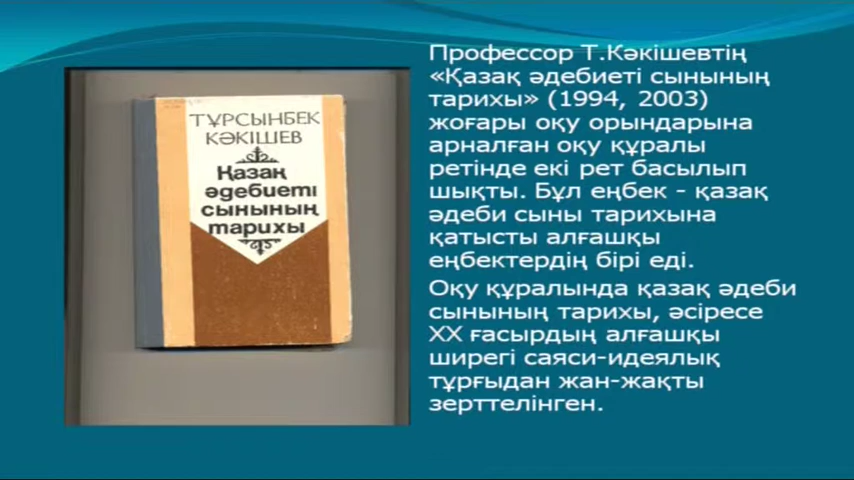 ТҰРСЫНБЕК
КӘКІШЕВ
Қазақ
әдебиеті
сынының
тарихы
Профессор Т.Кәкішевтің
«Қазақ әдебиеті сынының
тарихы» (1994, 2003)
жоғары оқу орындарына
арналған оқу құралы
ретінде екі рет басылып
шықты. Бұл еңбек - қазақ
әдеби сыны тарихына
қатысты алғашқы
еңбектердің бірі еді.
Оқу құралында қазақ әдеби
сынының тарихы, әсіресе
ХХ ғасырдың алғашқы
ширегі саяси-идеялық
тұрғыдан жан-жақты
зерттелінген.